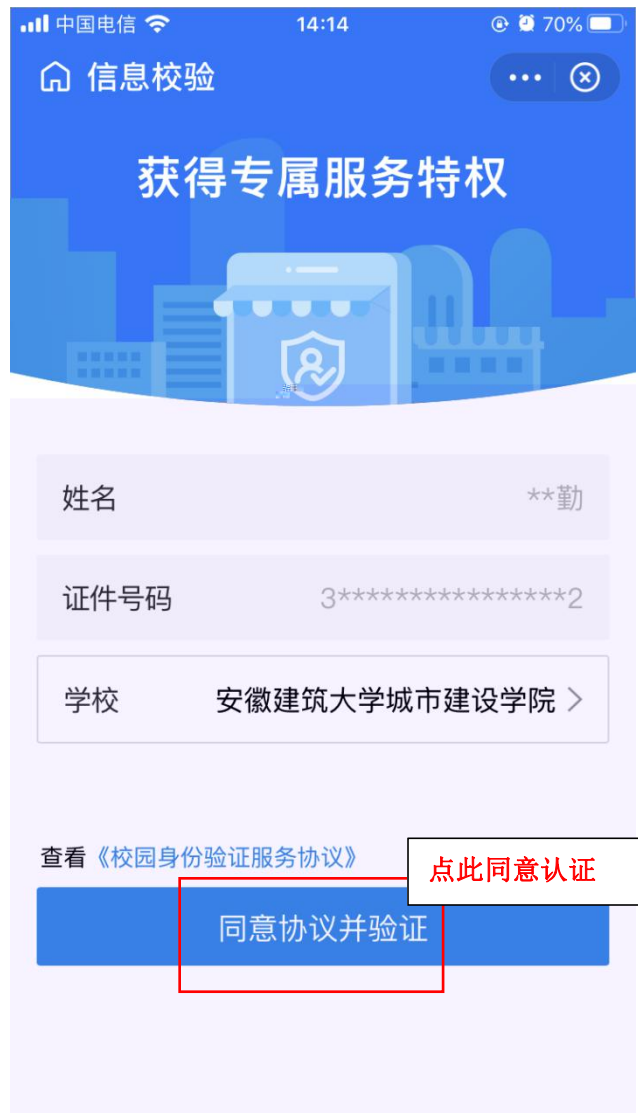 中国电信 14:14 70%
信息校验
获得专属服务特权
姓名 **勤
证件号码 3****************2
学校 安徽建筑大学城市建设学院
查看《校园身份验证服务协议》
点此同意认证
同意协议并验证